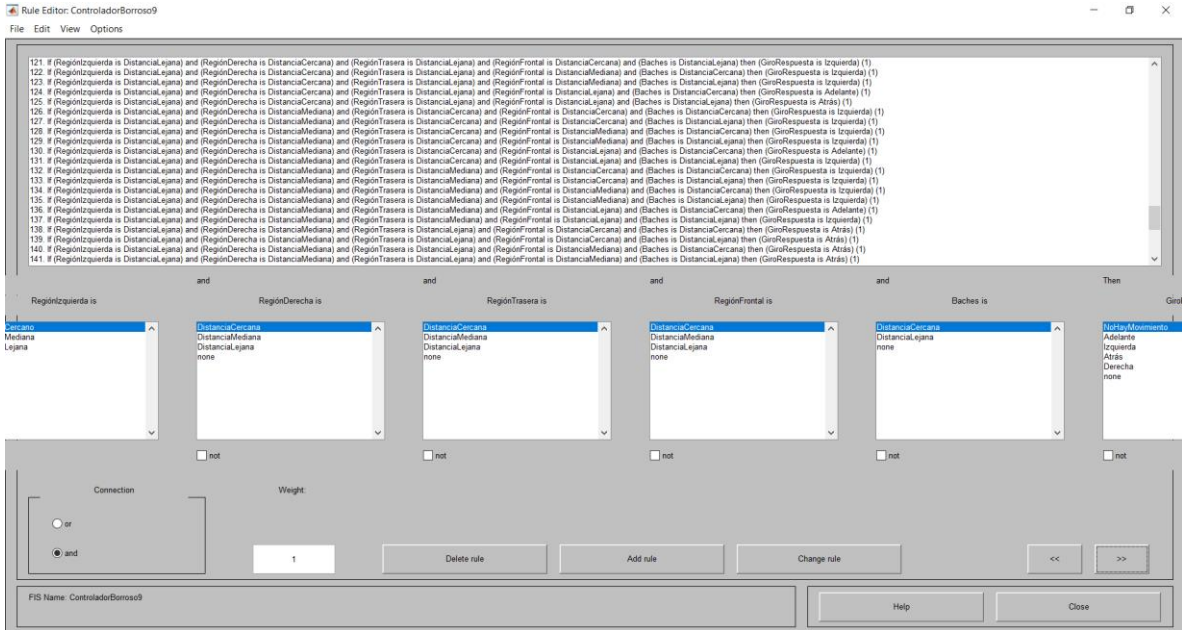 Rule Editor: ControladorBorroso9
File Edit View Options
121. If (RegiónIzquierda is DistanciaLejana) and (RegiónDerecha is DistanciaCercana) and (RegiónTrasera is DistanciaLejana) and (RegiónFrontal is DistanciaCercana) and (Baches is DistanciaLejana) then (GiroRespuesta is Izquierda) (1)
122. If (RegiónIzquierda is DistanciaLejana) and (RegiónDerecha is DistanciaCercana) and (RegiónTrasera is DistanciaLejana) and (RegiónFrontal is DistanciaMediana) and (Baches is DistanciaCercana) then (GiroRespuesta is Izquierda) (1)
123. If (RegiónIzquierda is DistanciaLejana) and (RegiónDerecha is DistanciaCercana) and (RegiónTrasera is DistanciaLejana) and (RegiónFrontal is DistanciaMediana) and (Baches is DistanciaLejana) then (GiroRespuesta is Izquierda) (1)
124. If (RegiónIzquierda is DistanciaLejana) and (RegiónDerecha is DistanciaCercana) and (RegiónTrasera is DistanciaLejana) and (RegiónFrontal is DistanciaLejana) and (Baches is DistanciaCercana) then (GiroRespuesta is Adelante) (1)
125. If (RegiónIzquierda is DistanciaLejana) and (RegiónDerecha is DistanciaCercana) and (RegiónTrasera is DistanciaLejana) and (RegiónFrontal is DistanciaLejana) and (Baches is DistanciaLejana) then (GiroRespuesta is Atrás) (1)
126. If (RegiónIzquierda is DistanciaLejana) and (RegiónDerecha is DistanciaMediana) and (RegiónTrasera is DistanciaCercana) and (RegiónFrontal is DistanciaCercana) and (Baches is DistanciaCercana) then (GiroRespuesta is Izquierda) (1)
127. If (RegiónIzquierda is DistanciaLejana) and (RegiónDerecha is DistanciaMediana) and (RegiónTrasera is DistanciaCercana) and (RegiónFrontal is DistanciaCercana) and (Baches is DistanciaLejana) then (GiroRespuesta is Izquierda) (1)
128. If (RegiónIzquierda is DistanciaLejana) and (RegiónDerecha is DistanciaMediana) and (RegiónTrasera is DistanciaCercana) and (RegiónFrontal is DistanciaMediana) and (Baches is DistanciaCercana) then (GiroRespuesta is Izquierda) (1)
129. If (RegiónIzquierda is DistanciaLejana) and (RegiónDerecha is DistanciaMediana) and (RegiónTrasera is DistanciaCercana) and (RegiónFrontal is DistanciaMediana) and (Baches is DistanciaLejana) then (GiroRespuesta is Izquierda) (1)
130. If (RegiónIzquierda is DistanciaLejana) and (RegiónDerecha is DistanciaMediana) and (RegiónTrasera is DistanciaCercana) and (RegiónFrontal is DistanciaLejana) and (Baches is DistanciaCercana) then (GiroRespuesta is Adelante) (1)
131. If (RegiónIzquierda is DistanciaLejana) and (RegiónDerecha is DistanciaMediana) and (RegiónTrasera is DistanciaCercana) and (RegiónFrontal is DistanciaLejana) and (Baches is DistanciaLejana) then (GiroRespuesta is Izquierda) (1)
132. If (RegiónIzquierda is DistanciaLejana) and (RegiónDerecha is DistanciaMediana) and (RegiónTrasera is DistanciaMediana) and (RegiónFrontal is DistanciaCercana) and (Baches is DistanciaCercana) then (GiroRespuesta is Izquierda) (1)
133. If (RegiónIzquierda is DistanciaLejana) and (RegiónDerecha is DistanciaMediana) and (RegiónTrasera is DistanciaMediana) and (RegiónFrontal is DistanciaCercana) and (Baches is DistanciaLejana) then (GiroRespuesta is Izquierda) (1)
134. If (RegiónIzquierda is DistanciaLejana) and (RegiónDerecha is DistanciaMediana) and (RegiónTrasera is DistanciaMediana) and (RegiónFrontal is DistanciaMediana) and (Baches is DistanciaCercana) then (GiroRespuesta is Izquierda) (1)
135. If (RegiónIzquierda is DistanciaLejana) and (RegiónDerecha is DistanciaMediana) and (RegiónTrasera is DistanciaMediana) and (RegiónFrontal is DistanciaMediana) and (Baches is DistanciaLejana) then (GiroRespuesta is Izquierda) (1)
136. If (RegiónIzquierda is DistanciaLejana) and (RegiónDerecha is DistanciaMediana) and (RegiónTrasera is DistanciaMediana) and (RegiónFrontal is DistanciaLejana) and (Baches is DistanciaCercana) then (GiroRespuesta is Adelante) (1)
137. If (RegiónIzquierda is DistanciaLejana) and (RegiónDerecha is DistanciaMediana) and (RegiónTrasera is DistanciaMediana) and (RegiónFrontal is DistanciaLejana) and (Baches is DistanciaLejana) then (GiroRespuesta is Izquierda) (1)
138. If (RegiónIzquierda is DistanciaLejana) and (RegiónDerecha is DistanciaMediana) and (RegiónTrasera is DistanciaLejana) and (RegiónFrontal is DistanciaCercana) and (Baches is DistanciaCercana) then (GiroRespuesta is Atrás) (1)
139. If (RegiónIzquierda is DistanciaLejana) and (RegiónDerecha is DistanciaMediana) and (RegiónTrasera is DistanciaLejana) and (RegiónFrontal is DistanciaCercana) and (Baches is DistanciaLejana) then (GiroRespuesta is Atrás) (1)
140. If (RegiónIzquierda is DistanciaLejana) and (RegiónDerecha is DistanciaMediana) and (RegiónTrasera is DistanciaLejana) and (RegiónFrontal is DistanciaMediana) and (Baches is DistanciaCercana) then (GiroRespuesta is Atrás) (1)
141. If (RegiónIzquierda is DistanciaLejana) and (RegiónDerecha is DistanciaMediana) and (RegiónTrasera is DistanciaLejana) and (RegiónFrontal is DistanciaMediana) and (Baches is DistanciaLejana) then (GiroRespuesta is Atrás) (1)
and and and and Then
RegiónIzquierda is RegiónDerecha is RegiónTrasera is RegiónFrontal is Baches is Girol
Cercano DistanciaCercana DistanciaCercana DistanciaCercana DistanciaCercana NoHayMovimiento
Mediana DistanciaMediana DistanciaMediana DistanciaMediana DistanciaLejana Adelante
Lejana DistanciaLejana DistanciaLejana DistanciaLejana none Izquierda
none none none Atrás
Derecha
none
not not not not not
Connection Weight:
or
and 1 Delete rule Add rule Change rule << >>
FIS Name: ControladorBorroso9 Help Close